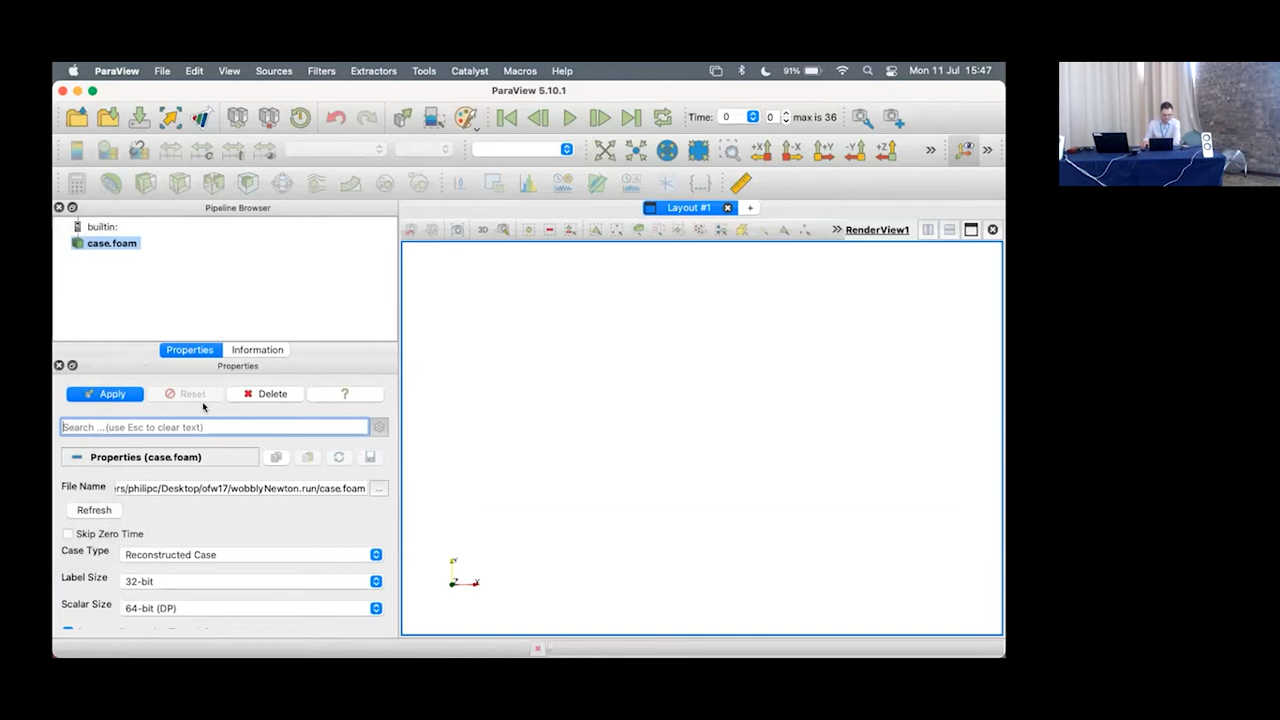 ParaView File Edit View Sources Filters Extractors Tools Catalyst Macros Help 91% Mon 11 Jul 15:47
ParaView 5.10.1
Time: 0 0 max is 36
+X -X +Y -Y +Z
Pipeline Browser
Layout #1 +
builtin:
3D RenderView1
case.foam
Properties Information
Properties
Apply Reset Delete ?
Search ...(use Esc to clear text)
Properties (case.foam)
File Name rs/philipc/Desktop/ofw17/wobblyNewton.run/case.foam ...
Refresh
Skip Zero Time
Case Type Reconstructed Case
Label Size 32-bit
Scalar Size 64-bit (DP)
Y
Z X